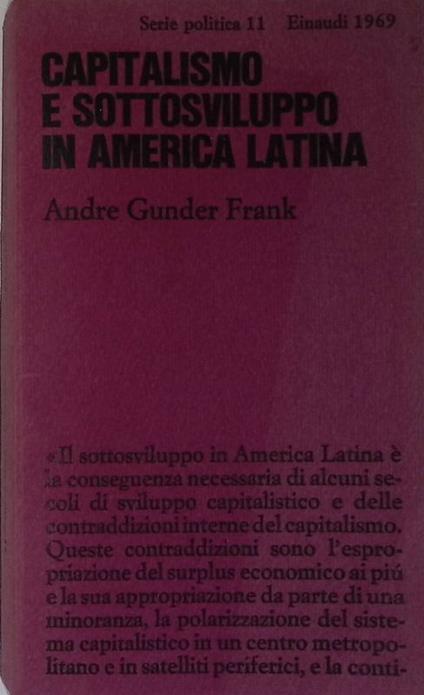 Serie politica 11 Einaudi 1969
CAPITALISMO
E SOTTOSVILUPPO
IN AMERICA LATINA
Andre Gunder Frank
«Il sottosviluppo in America Latina è
la conseguenza necessaria di alcuni se-
coli di sviluppo capitalistico e delle
contraddizioni interne del capitalismo.
Queste contraddizioni sono l'espro-
priazione del surplus economico ai piú
e la sua appropriazione da parte di una
minoranza, la polarizzazione del siste-
ma capitalistico in un centro metropo-
litano e in satelliti periferici, e la conti-